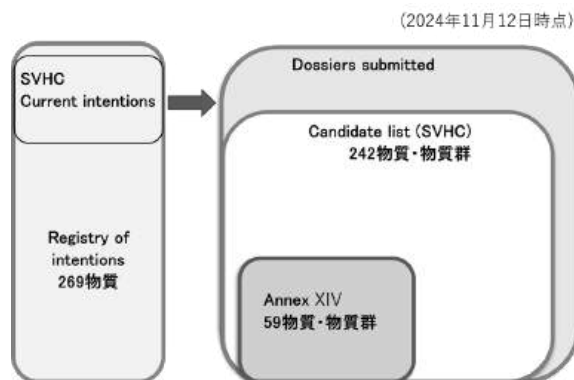 (2024年11月12日時点)
SVHC
Current intentions
Registry of
intentions
269物質
Dossiers submitted
Candidate list (SVHC)
242物質・物質群
Annex XIV
59物質・物質群